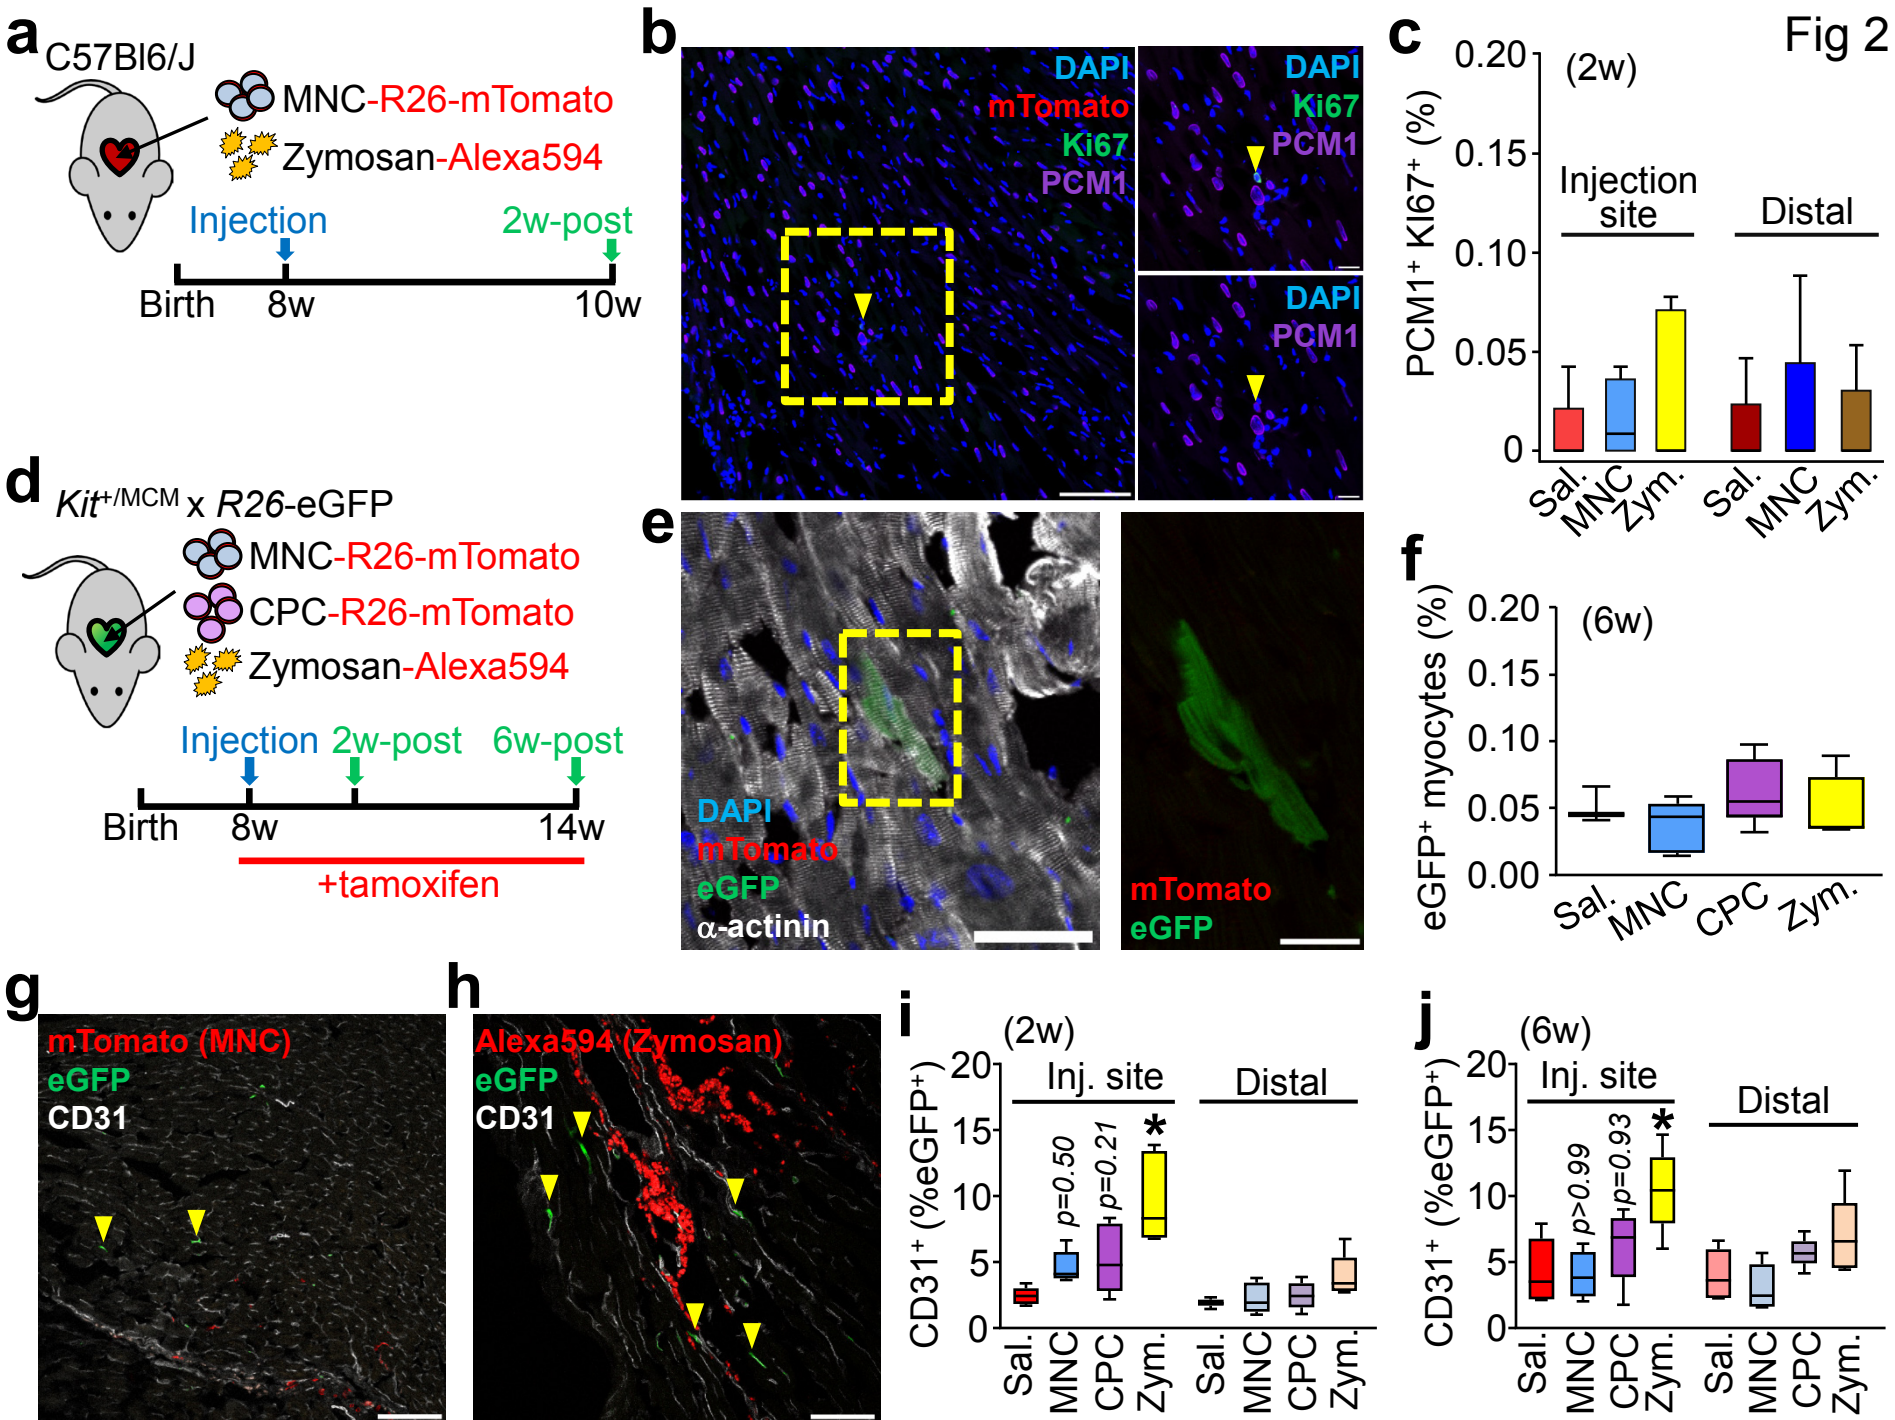 a
C57Bl6/J
MNC-R26-mTomato
Zymosan-Alexa594
Injection
2w-post
Birth
8w
10w
b
DAPI
mTomato
Ki67
PCM1
DAPI
Ki67
PCM1
DAPI
PCM1
c
Fig 2
(2w)
PCM1+ KI67+ (%)
0.20
0.15
0.10
0.05
0
Injection
site
Distal
Sal.
MNC
Zym.
Sal.
MNC
Zym.
d
Kit+/MCM x R26-eGFP
MNC-R26-mTomato
CPC-R26-mTomato
Zymosan-Alexa594
Injection
2w-post
6w-post
Birth
8w
14w
+tamoxifen
e
DAPI
mTomato
eGFP
α-actinin
mTomato
eGFP
f
(6w)
eGFP+ myocytes (%)
0.20
0.15
0.10
0.05
0.00
Sal.
MNC
CPC
Zym.
g
mTomato (MNC)
eGFP
CD31
h
Alexa594 (Zymosan)
eGFP
CD31
i
(2w)
CD31+ (%eGFP+)
20
15
10
5
0
Inj. site
Distal
p=0.50
p=0.21
*
Sal.
MNC
CPC
Zym.
Sal.
MNC
CPC
Zym.
j
(6w)
CD31+ (%eGFP+)
20
15
10
5
0
Inj. site
Distal
p>0.99
p=0.93
*
Sal.
MNC
CPC
Zym.
Sal.
MNC
CPC
Zym.